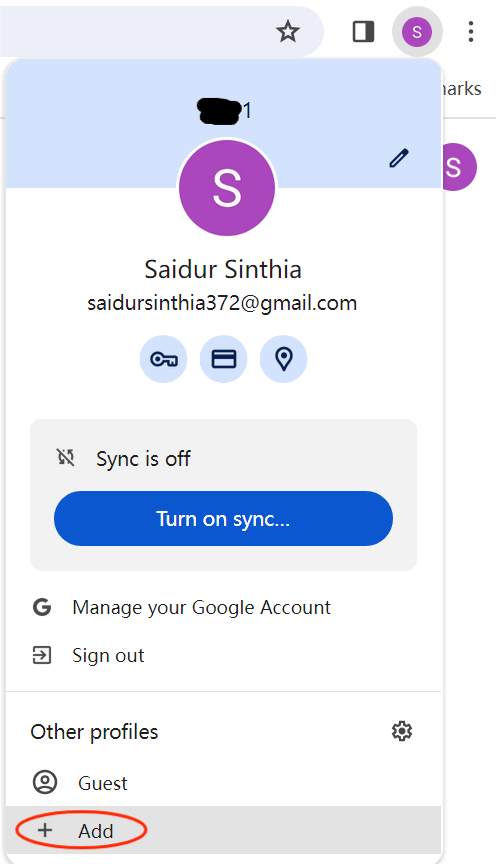 S
arks
1
S
S
Saidur Sinthia
saidursinthia372@gmail.com
Sync is off
Turn on sync...
G Manage your Google Account
Sign out
Other profiles
Guest
+ Add